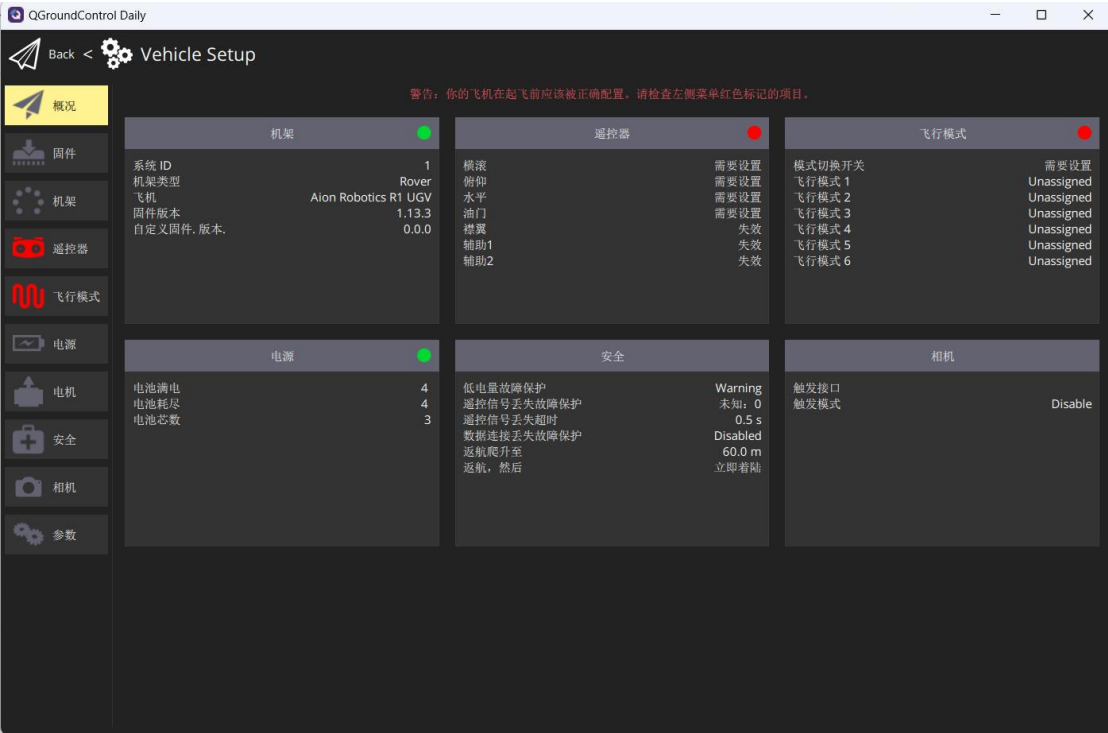 QGroundControl Daily
Back < Vehicle Setup
概况
固件
机架
遥控器
飞行模式
电源
电机
安全
相机
参数
警告：你的飞机在起飞前应该被正确配置。请检查左侧菜单红色标记的项目。
机架
系统 ID 1
机架类型 Rover
飞机 Aion Robotics R1 UGV
固件版本 1.13.3
自定义固件. 版本. 0.0.0
遥控器
横滚 需要设置
俯仰 需要设置
水平 需要设置
油门 需要设置
襟翼 失效
辅助1 失效
辅助2 失效
飞行模式
模式切换开关 需要设置
飞行模式 1 Unassigned
飞行模式 2 Unassigned
飞行模式 3 Unassigned
飞行模式 4 Unassigned
飞行模式 5 Unassigned
飞行模式 6 Unassigned
电源
电池满电 4
电池耗尽 4
电池芯数 3
安全
低电量故障保护 Warning
遥控信号丢失故障保护 未知：0
遥控信号丢失超时 0.5 s
数据连接丢失故障保护 Disabled
返航爬升至 60.0 m
返航，然后 立即着陆
相机
触发接口
触发模式 Disable